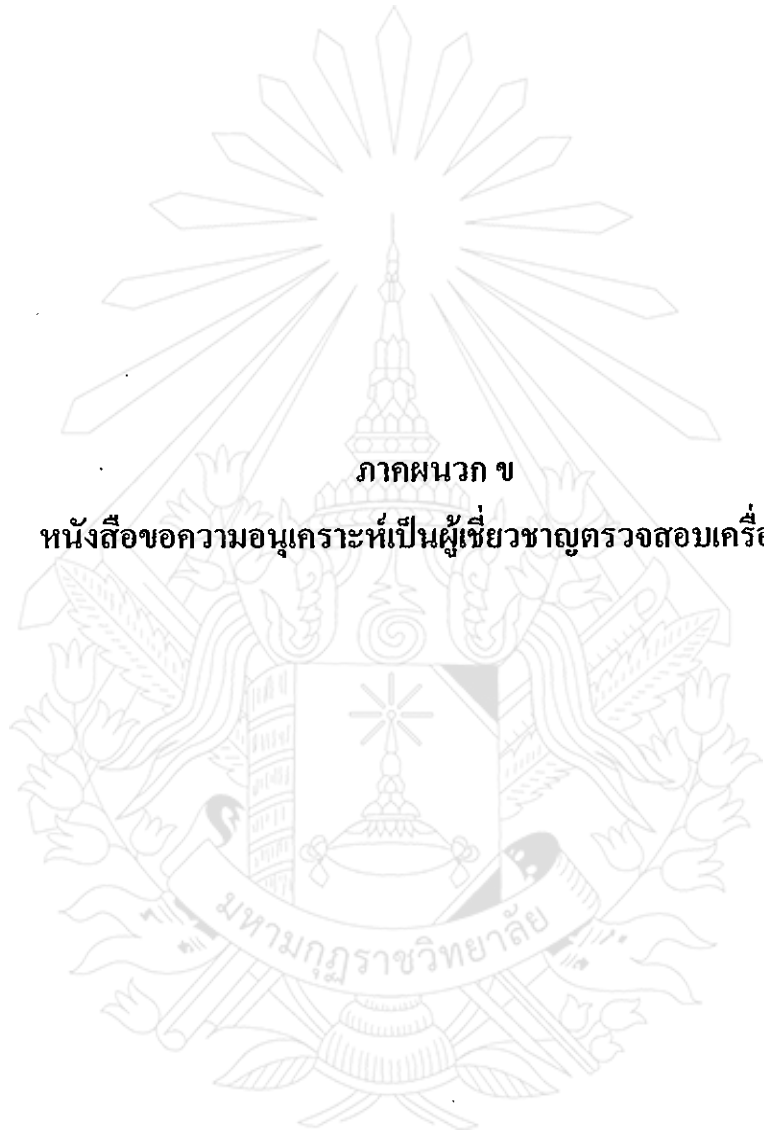 ภาคผนวก ข
หนังสือขอความอนุเคราะห์เป็นผู้เชี่ยวชาญตรวจสอบเครื่อ
มหามกุฏราชวิทยาลัย